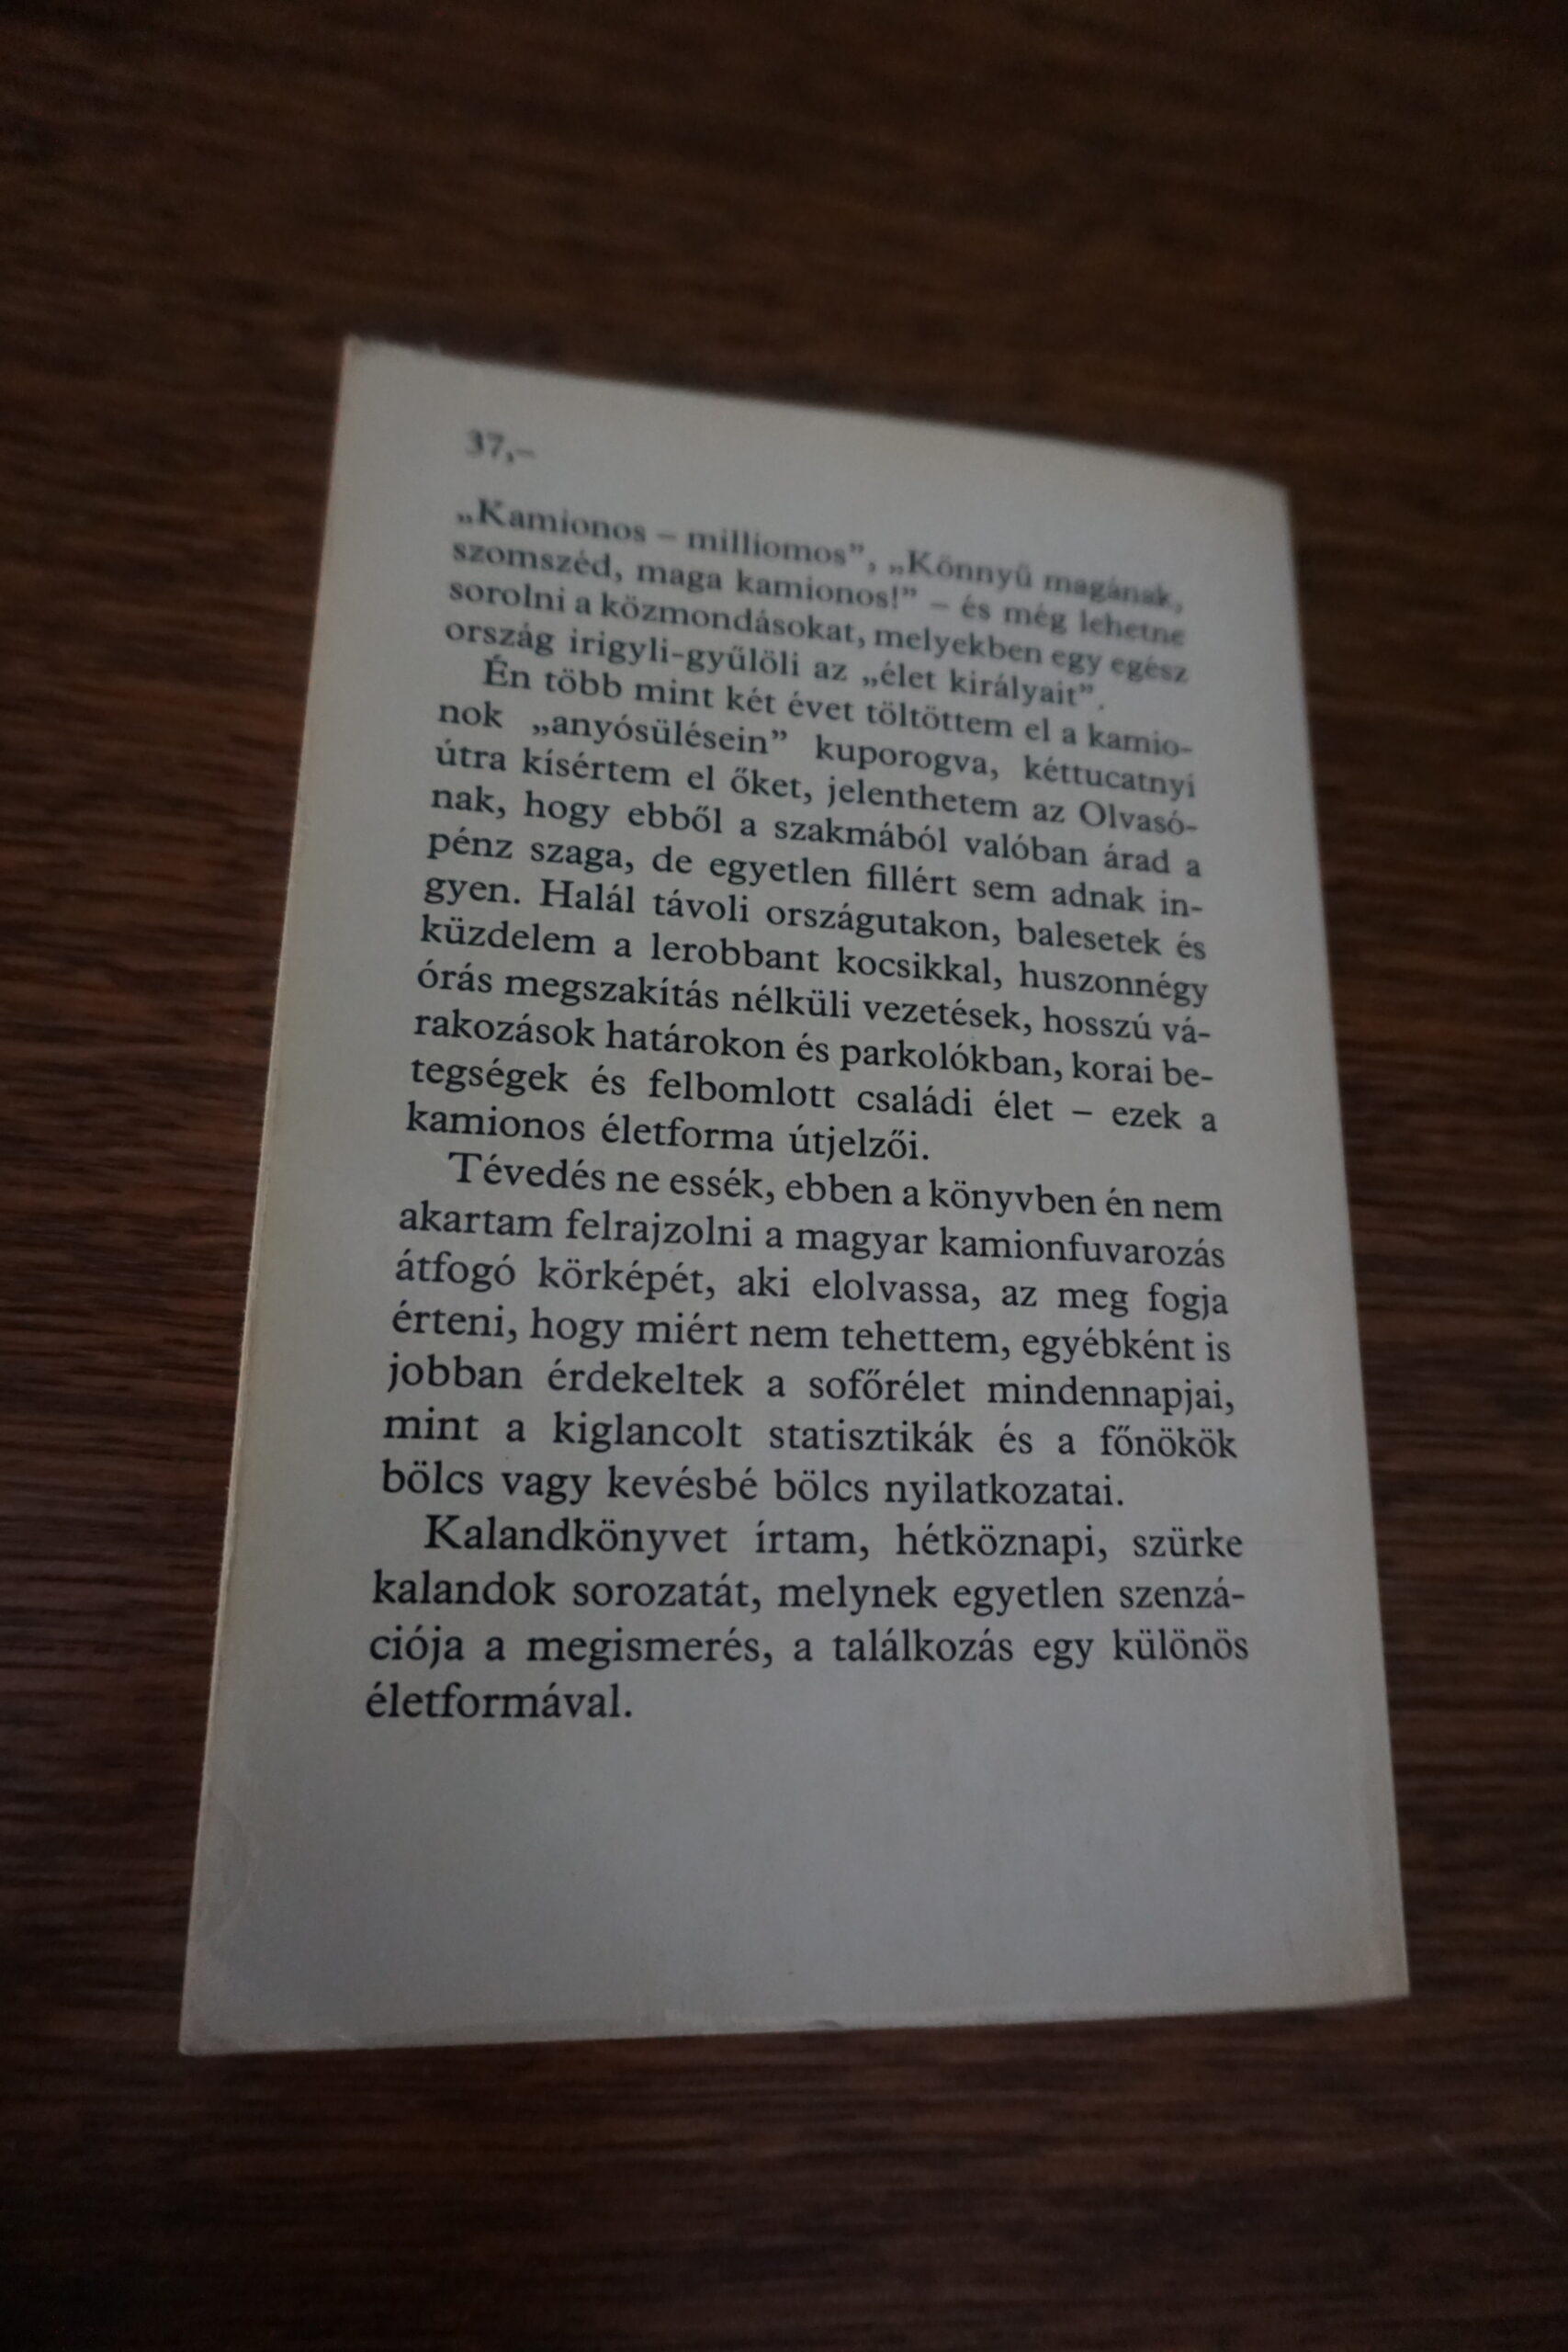 37,–
„Kamionos – milliomos”, „Könnyű magának,
szomszéd, maga kamionos!” – és még lehetne
sorolni a közmondásokat, melyekben egy egész
ország irigyli-gyűlöli az „élet királyait”.
Én több mint két évet töltöttem el a kamio-
nok „anyósülésein” kuporogva, kéttucatnyi
útra kísértem el őket, jelenthetem az Olvasó-
nak, hogy ebből a szakmából valóban árad a
pénz szaga, de egyetlen fillért sem adnak in-
gyen. Halál távoli országutakon, balesetek és
küzdelem a lerobbant kocsikkal, huszonnégy
órás megszakítás nélküli vezetések, hosszú vá-
rakozások határokon és parkolókban, korai be-
tegségek és felbomlott családi élet – ezek a
kamionos életforma útjelzői.
Tévedés ne essék, ebben a könyvben én nem
akartam felrajzolni a magyar kamionfuvarozás
átfogó körképét, aki elolvassa, az meg fogja
érteni, hogy miért nem tehettem, egyébként is
jobban érdekeltek a sofőrélet mindennapjai,
mint a kiglancolt statisztikák és a főnökök
bölcs vagy kevésbé bölcs nyilatkozatai.
Kalandkönyvet írtam, hétköznapi, szürke
kalandok sorozatát, melynek egyetlen szenzá-
ciója a megismerés, a találkozás egy különös
életformával.